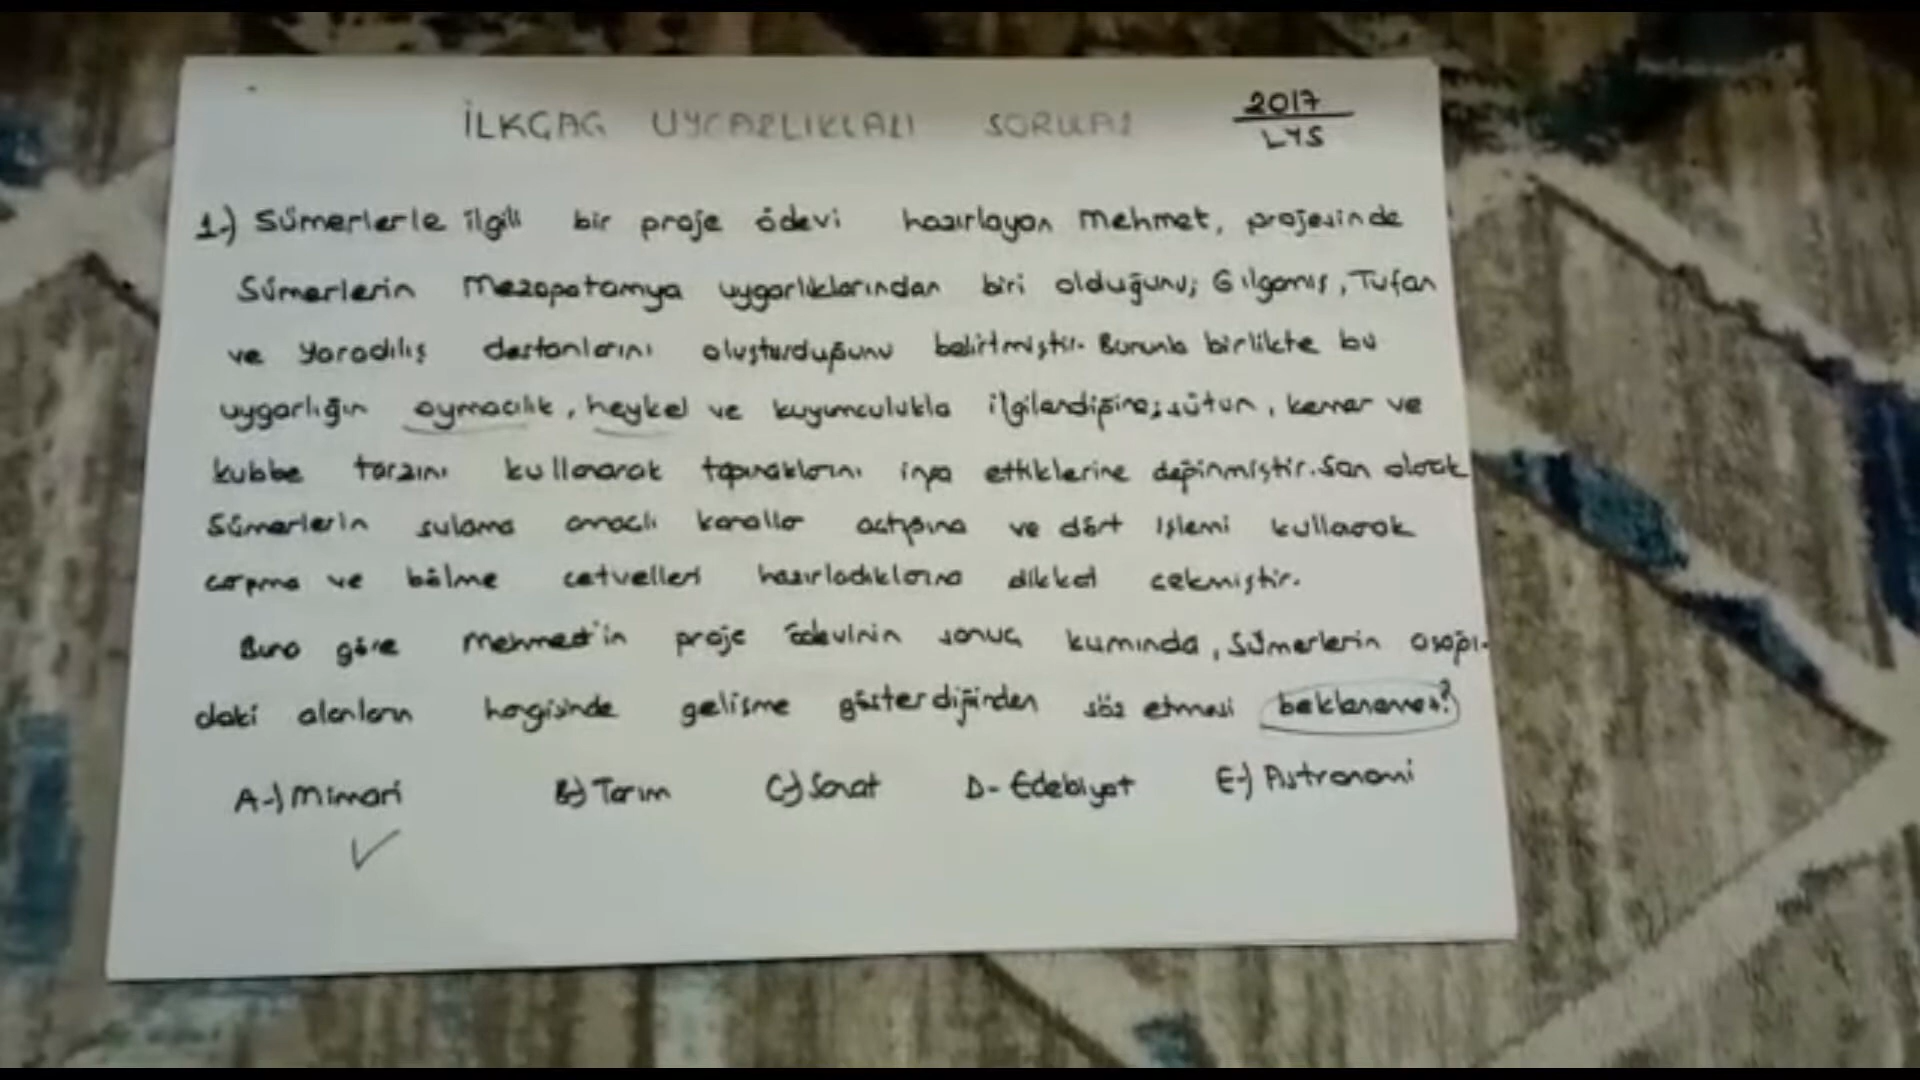 İLKÇAĞ UYGARLIKLARI SORULARI
2017
LYS
1-) Sümerlerle ilgili bir proje ödevi hazırlayan Mehmet, projesinde
Sümerlerin Mezopotamya uygarlıklarından biri olduğunu; Gılgamış, Tufan
ve Yaradılış destanlarını oluşturduğunu belirtmiştir. Bununla birlikte bu
uygarlığın oymacılık, heykel ve kuyumculukla ilgilendiğine; sütun, kemer ve
kubbe tarzını kullanarak tapınaklarını inşa ettiklerine değinmiştir. Son olarak
Sümerlerin sulama amaçlı kanallar açtığına ve dört işlemi kullarak
çarpma ve bölme cetvelleri hazırladıklarına dikkat çekmiştir.
Buna göre Mehmet'in proje ödevinin sonuç kımında, Sümerlerin aşağı-
daki alanların hangisinde gelişme gösterdiğinden söz etmesi beklenemez?
A-) Mimari B-) Tarım C-) Sanat D- Edebiyat E-) Astronomi